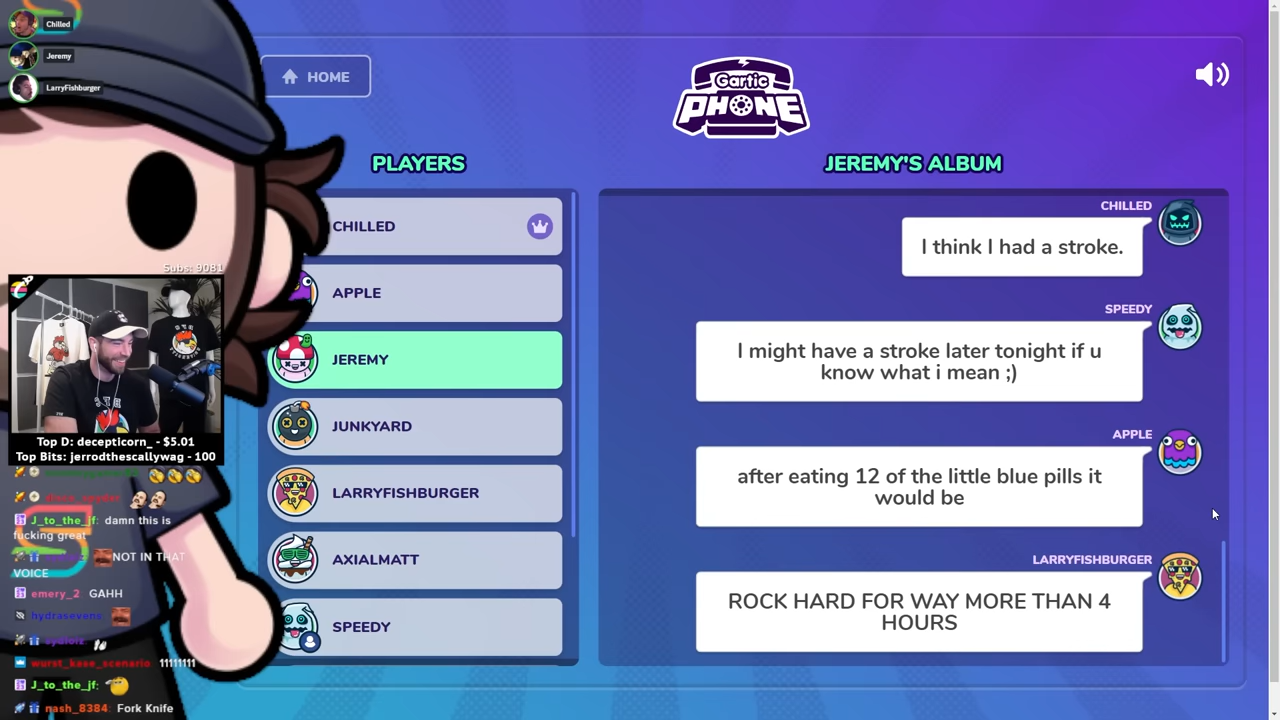 Chilled
Jeremy
LarryFishburger
HOME
Gartic
PHONE
PLAYERS
JEREMY'S ALBUM
CHILLED
APPLE
JEREMY
JUNKYARD
LARRYFISHBURGER
AXIALMATT
SPEEDY
CHILLED
I think I had a stroke.
SPEEDY
I might have a stroke later tonight if u
know what i mean ;)
APPLE
after eating 12 of the little blue pills it
would be
LARRYFISHBURGER
ROCK HARD FOR WAY MORE THAN 4
HOURS
Subs: 9081
Top D: decepticorn_ - $5.01
Top Bits: jerrodthescallywag - 100
J_to_the_jf: damn this is
fucking great
NOT IN THAT
VOICE
emery_2 GAHH
hydrasevens:
wurst_kase_scenario 11111111
J_to_the_jf:
nash_8384: Fork Knife